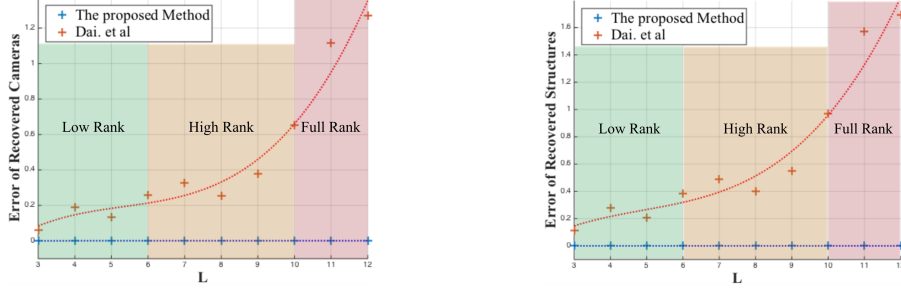 The proposed Method
Dai. et al
Error of Recovered Cameras
1.2
1
0.8
0.6
0.4
0.2
0
Low Rank
High Rank
Full Rank
3 4 5 6 7 8 9 10 11 12
L
The proposed Method
Dai. et al
Error of Recovered Structures
1.6
1.4
1.2
1
0.8
0.6
0.4
0.2
0
Low Rank
High Rank
Full Rank
3 4 5 6 7 8 9 10 11 12
L